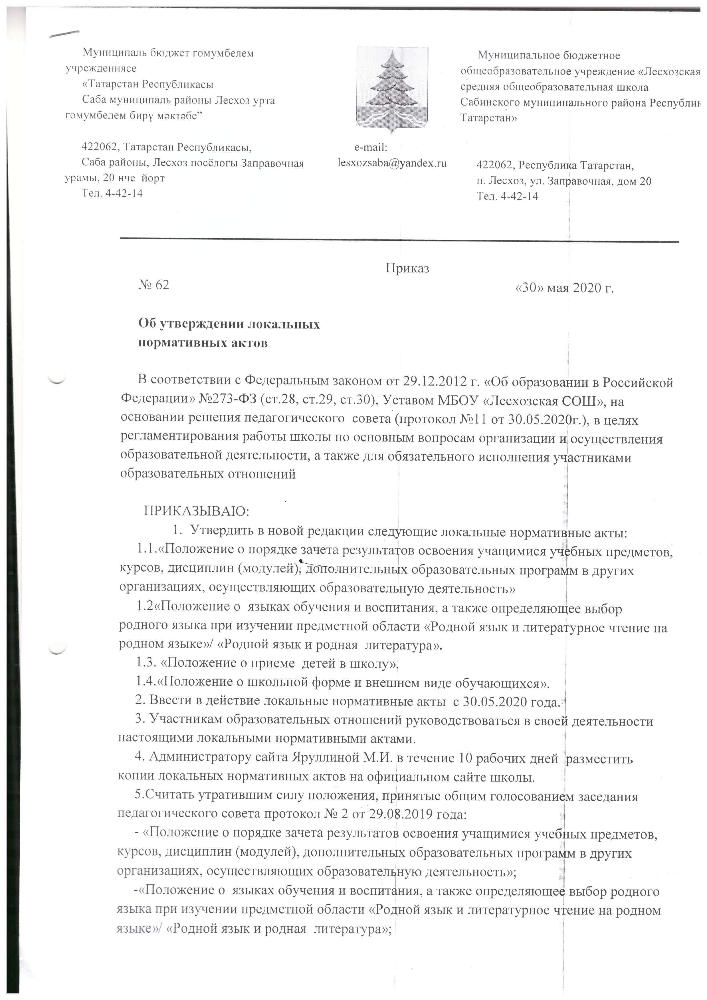 Муниципаль бюджет гомумбелем
учреждениясе
«Татарстан Республикасы
Саба муниципаль районы Лесхоз урта
гомумбелем бирү мәктәбе”
422062, Татарстан Республикасы,
Саба районы, Лесхоз посёлогы Заправочная
урамы, 20 нче йорт
Тел. 4-42-14
e-mail:
lesxozsaba@yandex.ru
Муниципальное бюджетное
общеобразовательное учреждение «Лесхозская
средняя общеобразовательная школа
Сабинского муниципального района Республик
Татарстан»
422062, Республика Татарстан,
п. Лесхоз, ул. Заправочная, дом 20
Тел. 4-42-14
Приказ
№ 62
«30» мая 2020 г.
Об утверждении локальных
нормативных актов
В соответствии с Федеральным законом от 29.12.2012 г. «Об образовании в Российской
Федерации» №273-ФЗ (ст.28, ст.29, ст.30), Уставом МБОУ «Лесхозская СОШ», на
основании решения педагогического совета (протокол №11 от 30.05.2020г.), в целях
регламентирования работы школы по основным вопросам организации и осуществления
образовательной деятельности, а также для обязательного исполнения участниками
образовательных отношений
ПРИКАЗЫВАЮ:
1. Утвердить в новой редакции следующие локальные нормативные акты:
1.1.«Положение о порядке зачета результатов освоения учащимися учебных предметов,
курсов, дисциплин (модулей), дополнительных образовательных программ в других
организациях, осуществляющих образовательную деятельность»
1.2«Положение о языках обучения и воспитания, а также определяющее выбор
родного языка при изучении предметной области «Родной язык и литературное чтение на
родном языке»/ «Родной язык и родная литература».
1.3. «Положение о приеме детей в школу».
1.4.«Положение о школьной форме и внешнем виде обучающихся».
2. Ввести в действие локальные нормативные акты с 30.05.2020 года.
3. Участникам образовательных отношений руководствоваться в своей деятельности
настоящими локальными нормативными актами.
4. Администратору сайта Яруллиной М.И. в течение 10 рабочих дней разместить
копии локальных нормативных актов на официальном сайте школы.
5.Считать утратившим силу положения, принятые общим голосованием заседания
педагогического совета протокол № 2 от 29.08.2019 года:
- «Положение о порядке зачета результатов освоения учащимися учебных предметов,
курсов, дисциплин (модулей), дополнительных образовательных программ в других
организациях, осуществляющих образовательную деятельность»;
-«Положение о языках обучения и воспитания, а также определяющее выбор родного
языка при изучении предметной области «Родной язык и литературное чтение на родном
языке»/ «Родной язык и родная литература»;